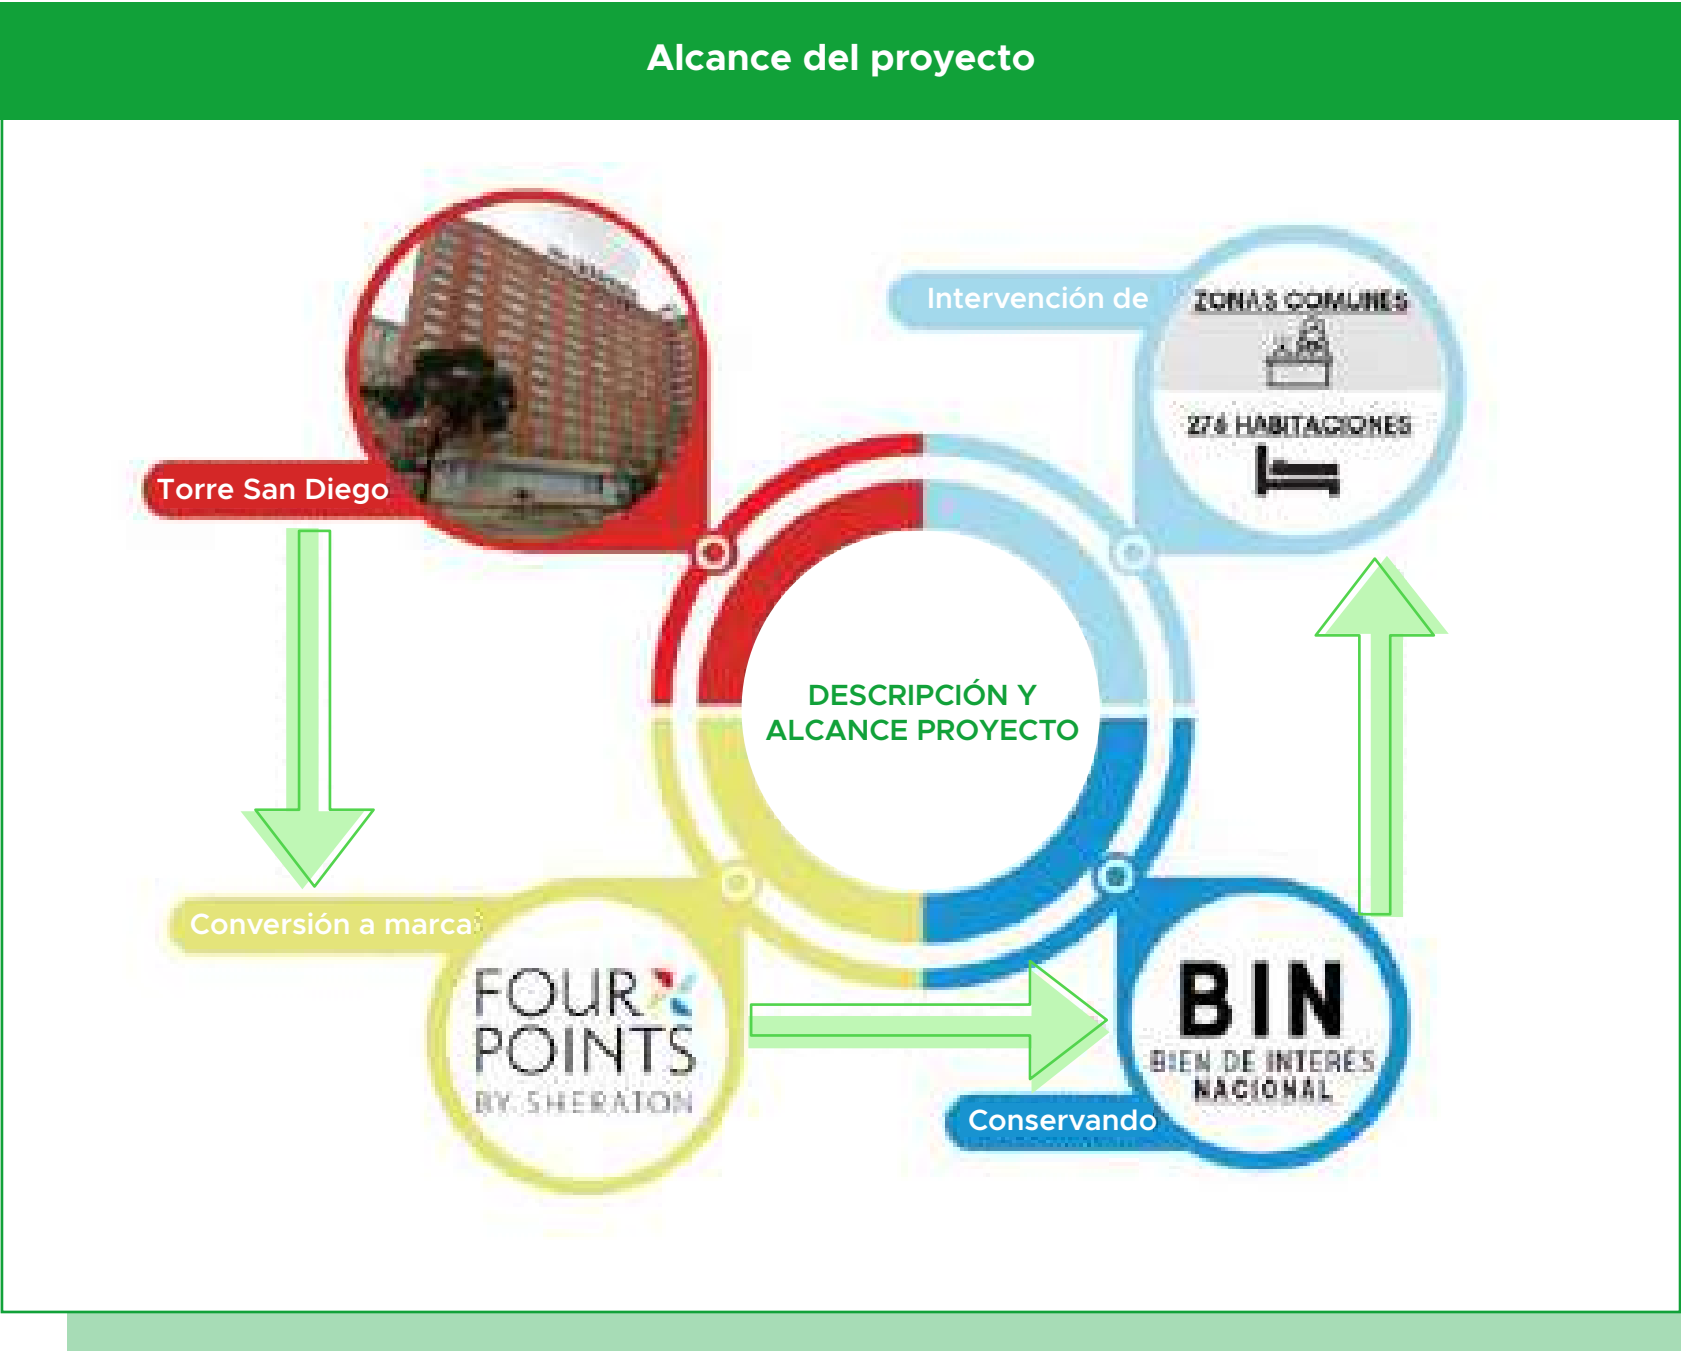 Alcance del proyecto
Torre San Diego
Intervención de
ZONAS COMUNES
276 HABITACIONES
DESCRIPCIÓN Y
ALCANCE PROYECTO
Conversión a marca:
FOUR
POINTS
BY SHERATON
Conservando
BIN
BIEN DE INTERÉS
NACIONAL